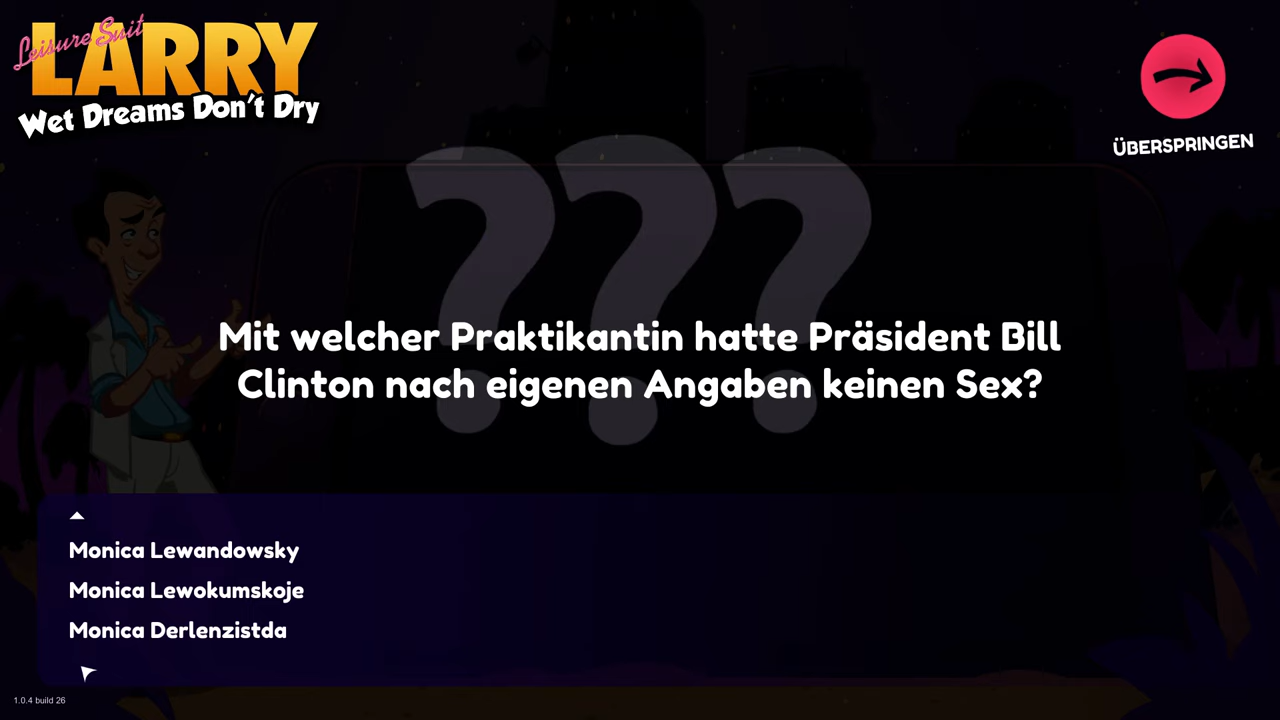 Leisure Suit
LARRY
Wet Dreams Don't Dry
ÜBERSPRINGEN
???
Mit welcher Praktikantin hatte Präsident Bill
Clinton nach eigenen Angaben keinen Sex?
Monica Lewandowsky
Monica Lewokumskoje
Monica Derlenzistda
1.0.4 build 26